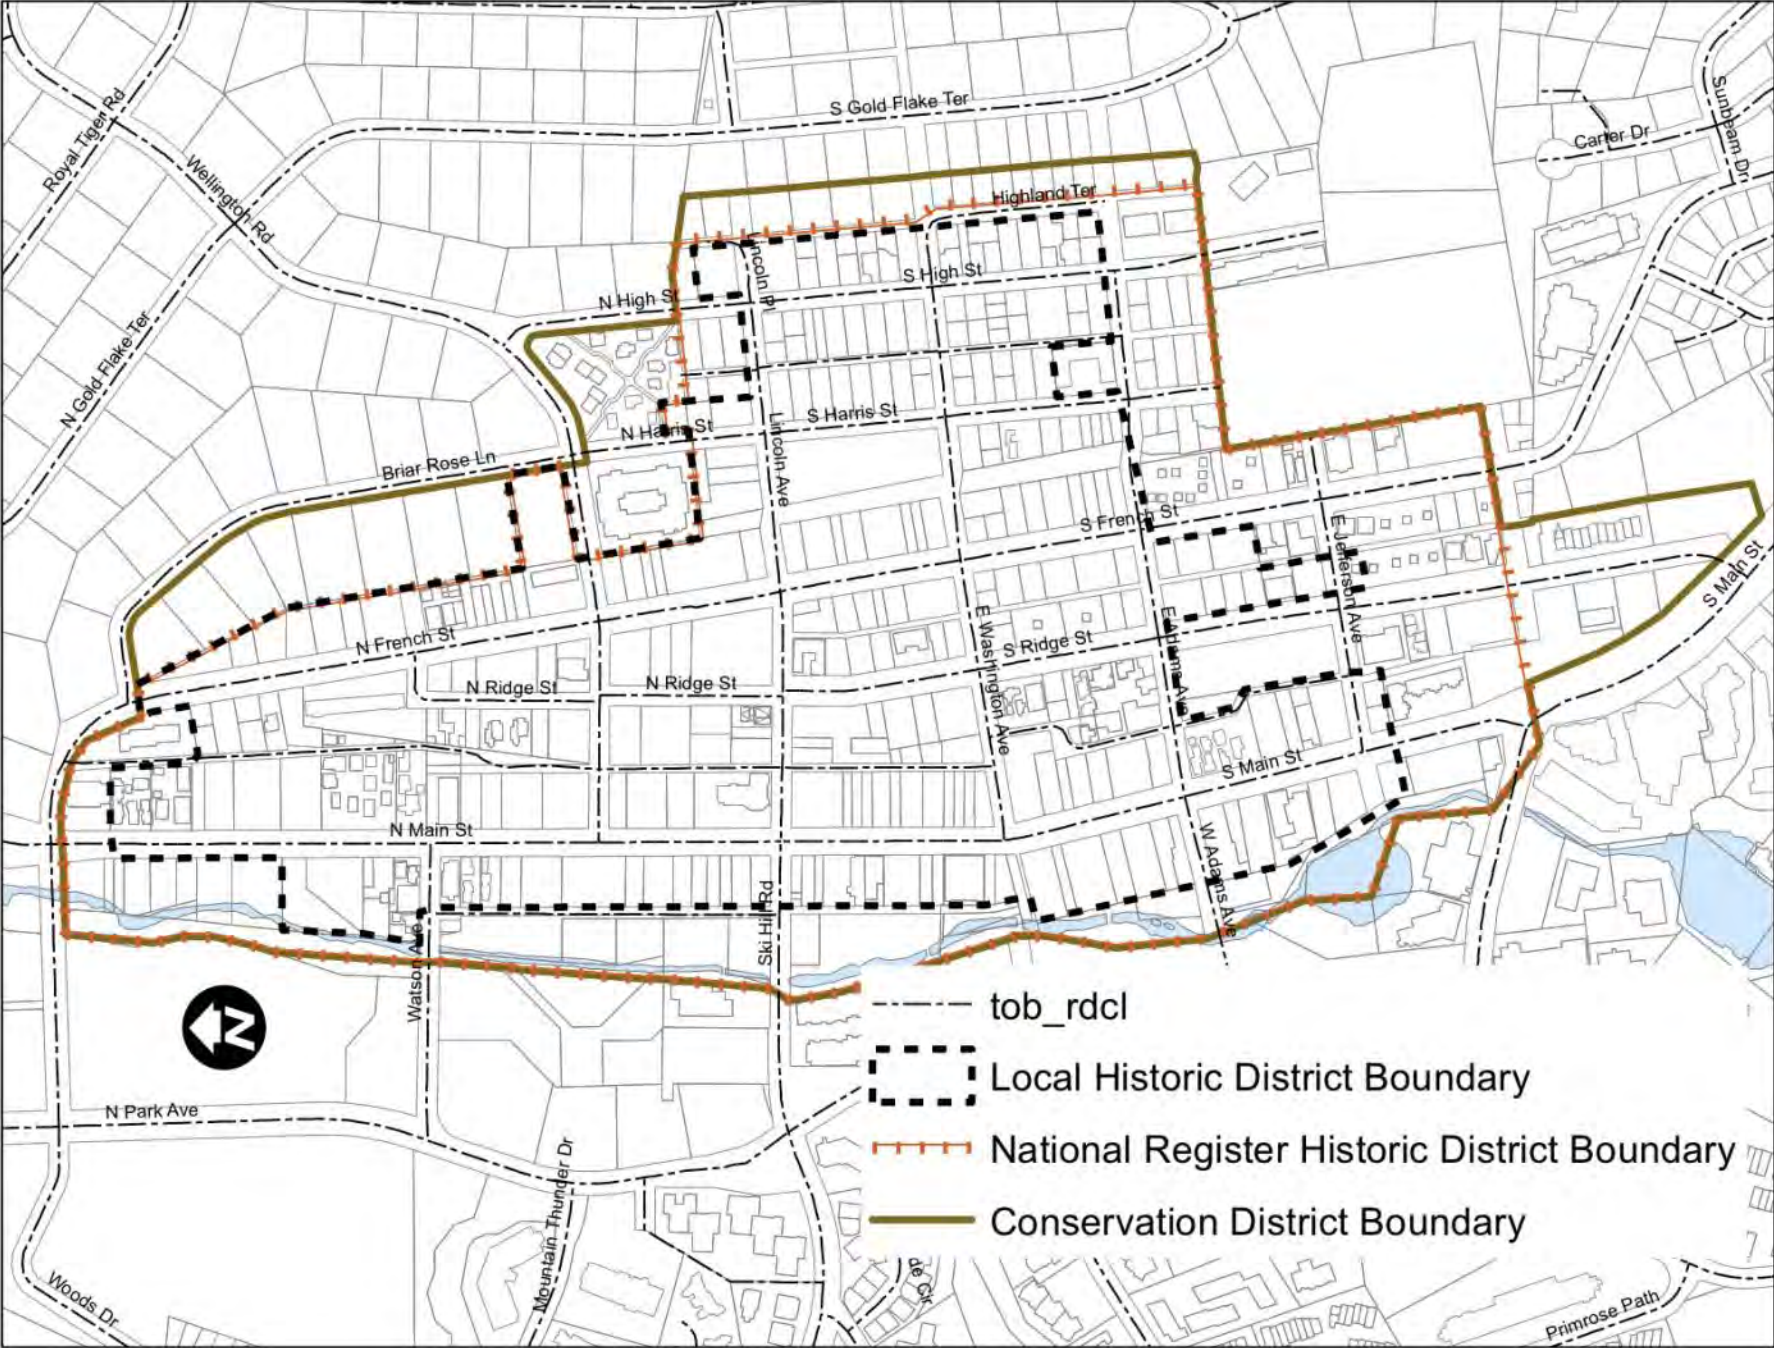 S Gold Flake Ter
Royal Tiger Rd
Sunbeam Dr
Carter Dr
Wellington Rd
Highland Ter
Lincoln Pl
S High St
N High St
N Gold Flake Ter
S Harris St
N Harris St
Briar Rose Ln
Lincoln Ave
S French St
E Jefferson Ave
S Main St
N French St
E Washington Ave
S Ridge St
E Adams Ave
N Ridge St
N Ridge St
S Main St
N Main St
W Adams Ave
Ski Hill Rd
Watson Ave
N
tob_rdcl
Local Historic District Boundary
N Park Ave
National Register Historic District Boundary
Mountain Thunder Dr
Conservation District Boundary
de Cir
Woods Dr
Primrose Path